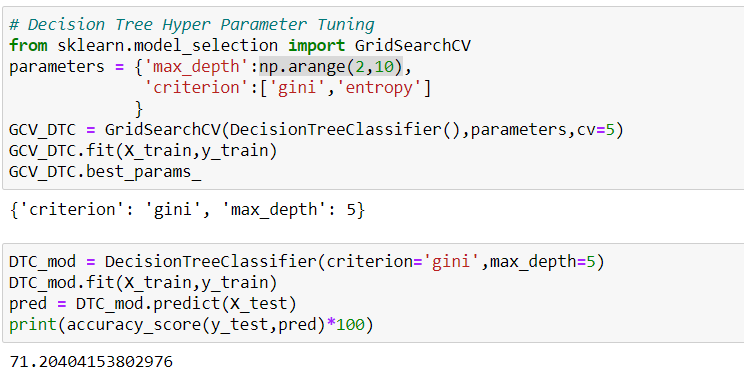 # Decision Tree Hyper Parameter Tuning
from sklearn.model_selection import GridSearchCV
parameters = {'max_depth':np.arange(2,10),
'criterion':['gini','entropy']
}
GCV_DTC = GridSearchCV(DecisionTreeClassifier(),parameters,cv=5)
GCV_DTC.fit(X_train,y_train)
GCV_DTC.best_params_
{'criterion': 'gini', 'max_depth': 5}
DTC_mod = DecisionTreeClassifier(criterion='gini',max_depth=5)
DTC_mod.fit(X_train,y_train)
pred = DTC_mod.predict(X_test)
print(accuracy_score(y_test,pred)*100)
71.20404153802976